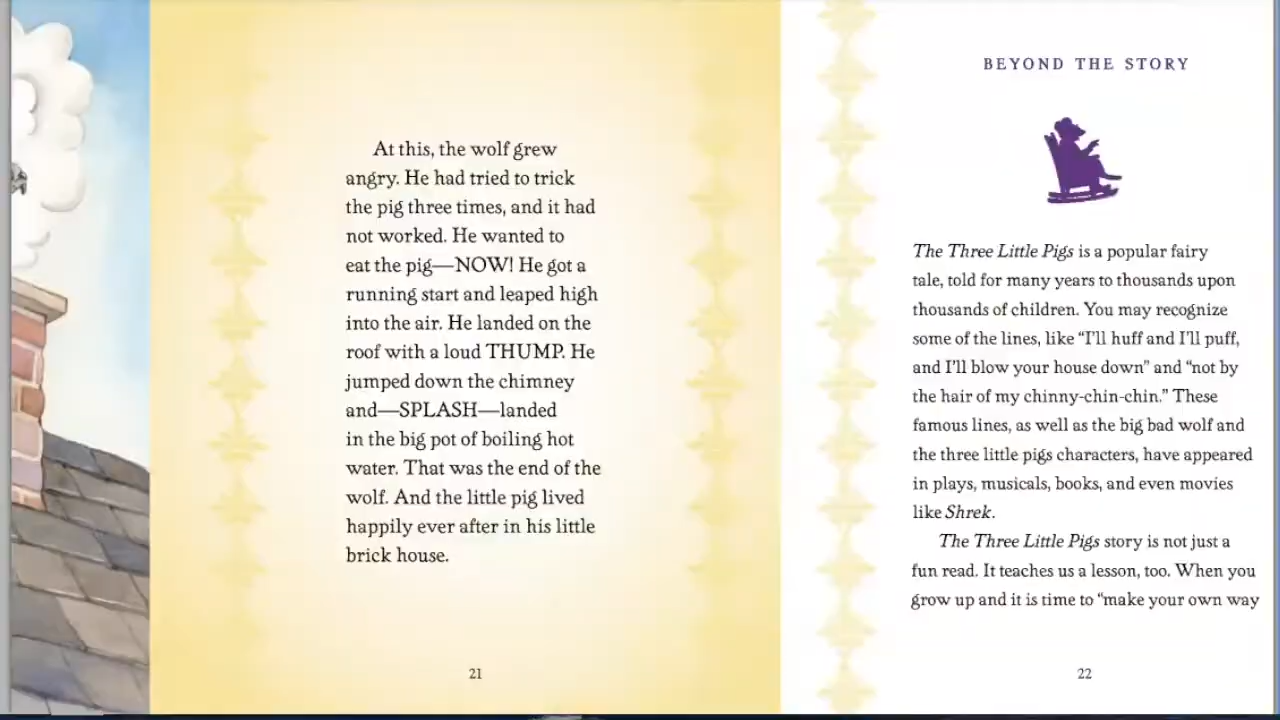 At this, the wolf grew
angry. He had tried to trick
the pig three times, and it had
not worked. He wanted to
eat the pig—NOW! He got a
running start and leaped high
into the air. He landed on the
roof with a loud THUMP. He
jumped down the chimney
and—SPLASH—landed
in the big pot of boiling hot
water. That was the end of the
wolf. And the little pig lived
happily ever after in his little
brick house.
21
BEYOND THE STORY
The Three Little Pigs is a popular fairy
tale, told for many years to thousands upon
thousands of children. You may recognize
some of the lines, like “I’ll huff and I’ll puff,
and I’ll blow your house down” and “not by
the hair of my chinny-chin-chin.” These
famous lines, as well as the big bad wolf and
the three little pigs characters, have appeared
in plays, musicals, books, and even movies
like Shrek.
The Three Little Pigs story is not just a
fun read. It teaches us a lesson, too. When you
grow up and it is time to “make your own way
22